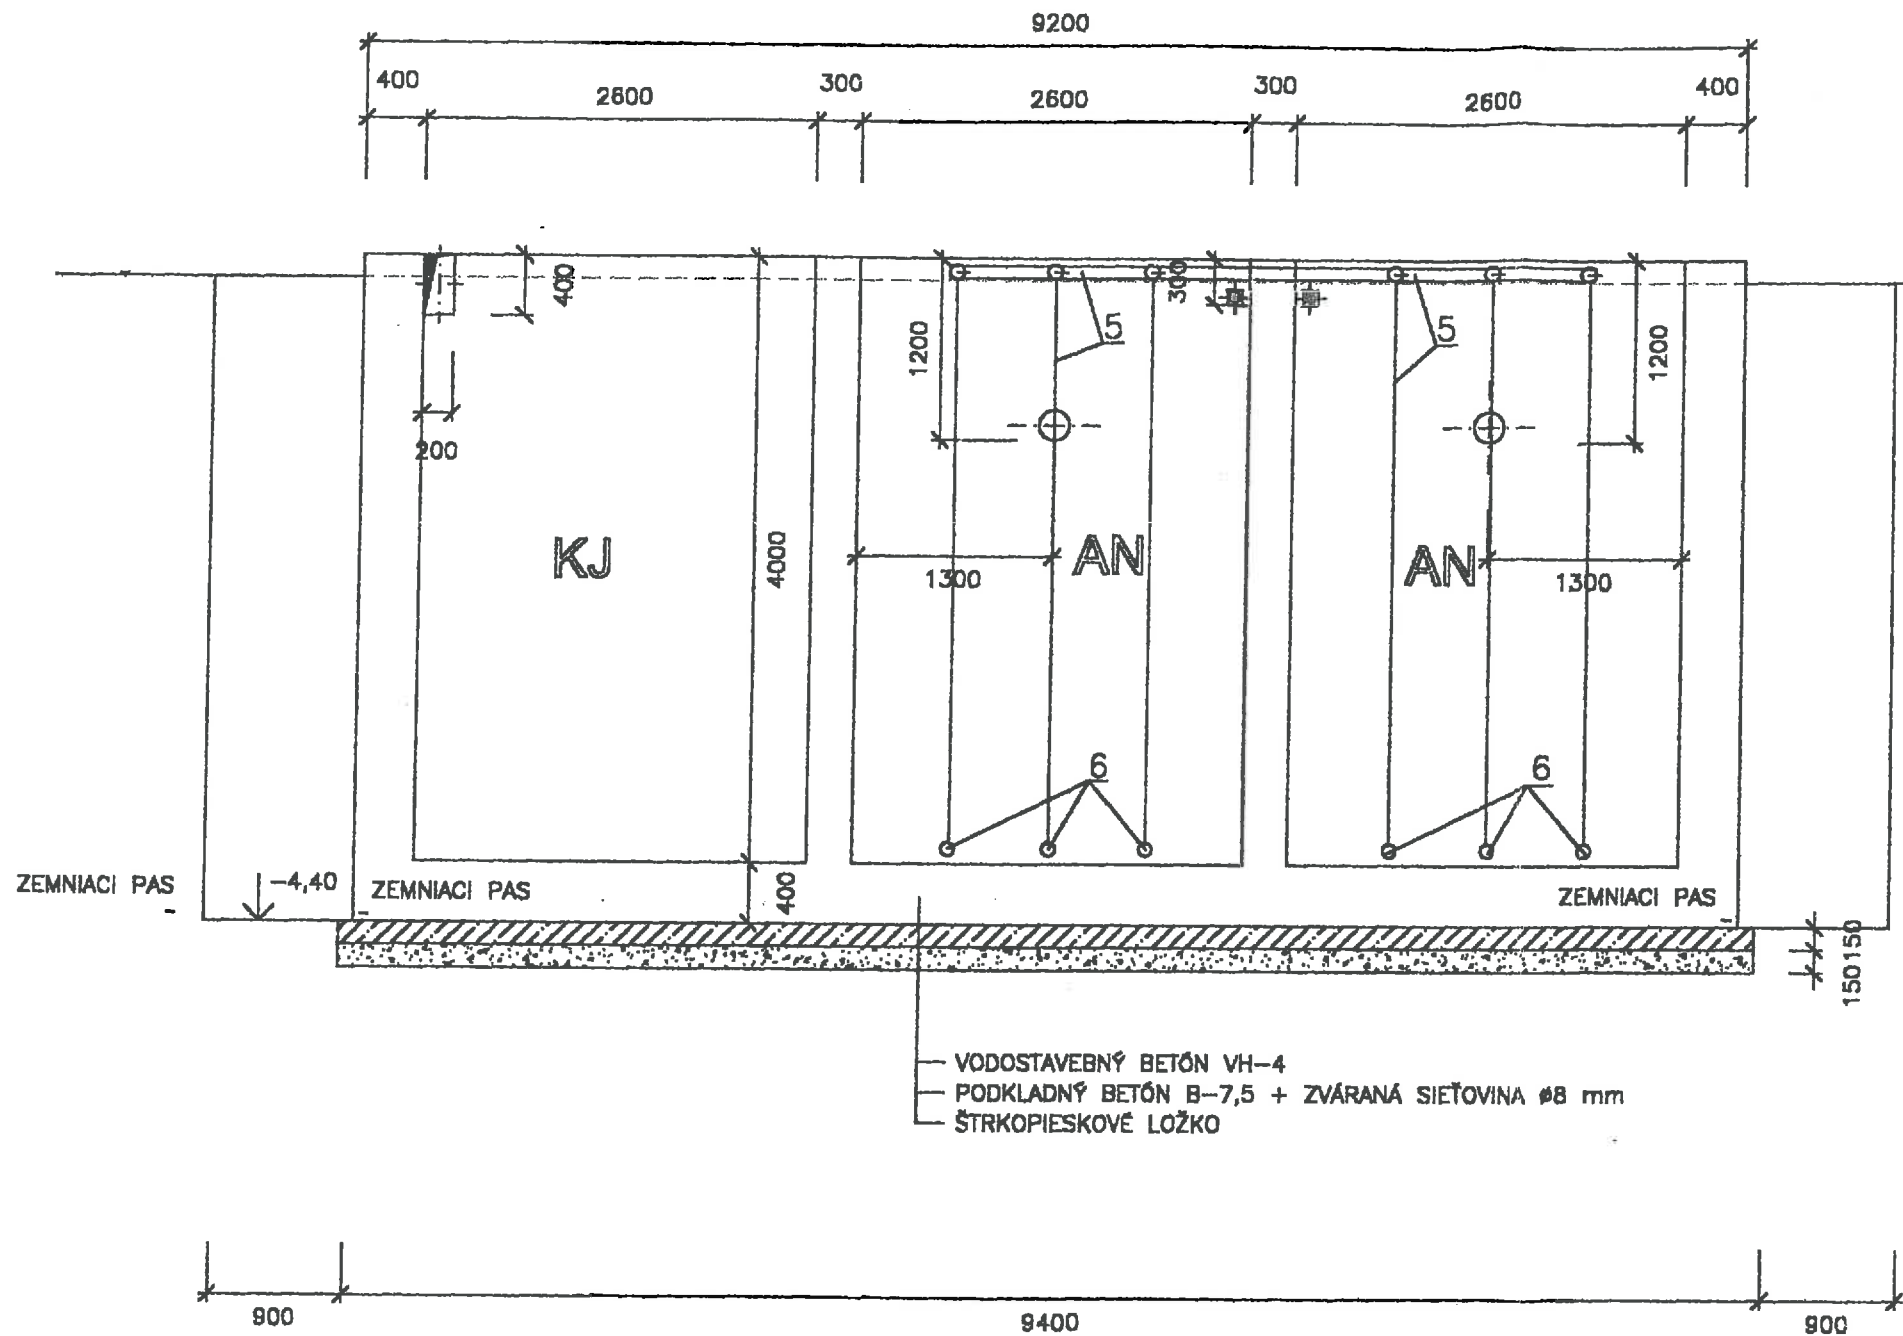 9200
400 2600 300 2600 300 2600 400
400
300
1200
5
5
1200
200
KJ
4000
1300
AN
AN
1300
6
6
ZEMNIACI PAS
-4,40
ZEMNIACI PAS
400
ZEMNIACI PAS
150 150
VODOSTAVEBNÝ BETÓN VH-4
PODKLADNÝ BETÓN B-7,5 + ZVÁRANÁ SIEŤOVINA ø8 mm
ŠTRKOPIESKOVÉ LOŽKO
900 9400 900